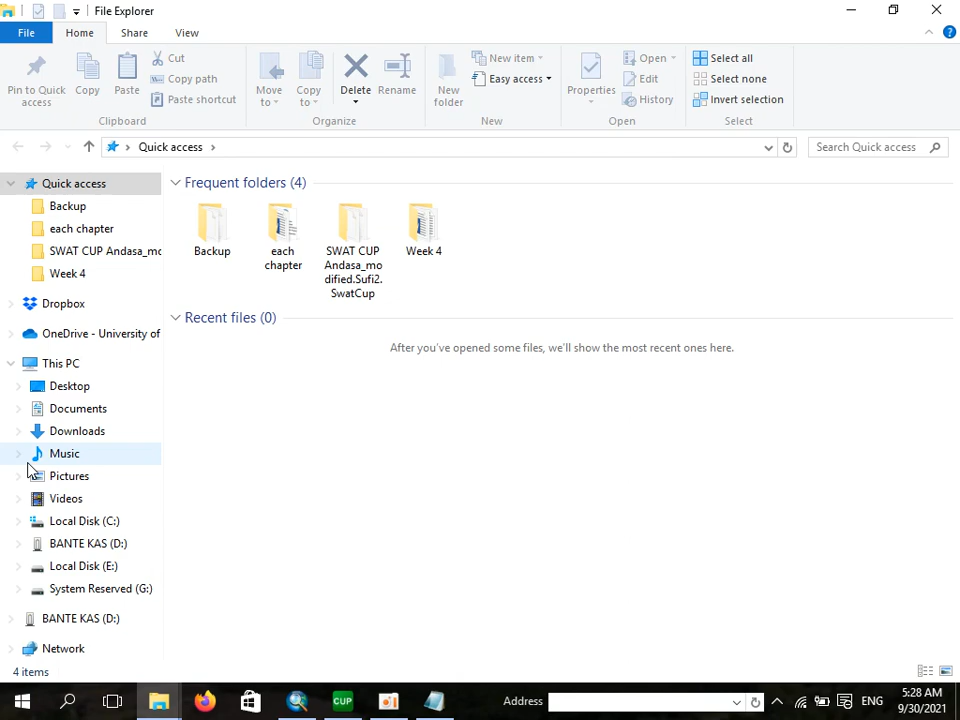 File Explorer
File
Home
Share
View
Pin to Quick access
Copy
Paste
Cut
Copy path
Paste shortcut
Clipboard
Move to
Copy to
Delete
Rename
Organize
New folder
New item
Easy access
New
Properties
Open
Edit
History
Open
Select all
Select none
Invert selection
Select
Quick access
Search Quick access
Quick access
Backup
each chapter
SWAT CUP Andasa_mo
Week 4
Dropbox
OneDrive - University of
This PC
Desktop
Documents
Downloads
Music
Pictures
Videos
Local Disk (C:)
BANTE KAS (D:)
Local Disk (E:)
System Reserved (G:)
BANTE KAS (D:)
Network
Frequent folders (4)
Backup
each
chapter
SWAT CUP
Andasa_mo
dified.Sufi2.
SwatCup
Week 4
Recent files (0)
After you've opened some files, we'll show the most recent ones here.
4 items
CUP
Address
ENG
5:28 AM
9/30/2021